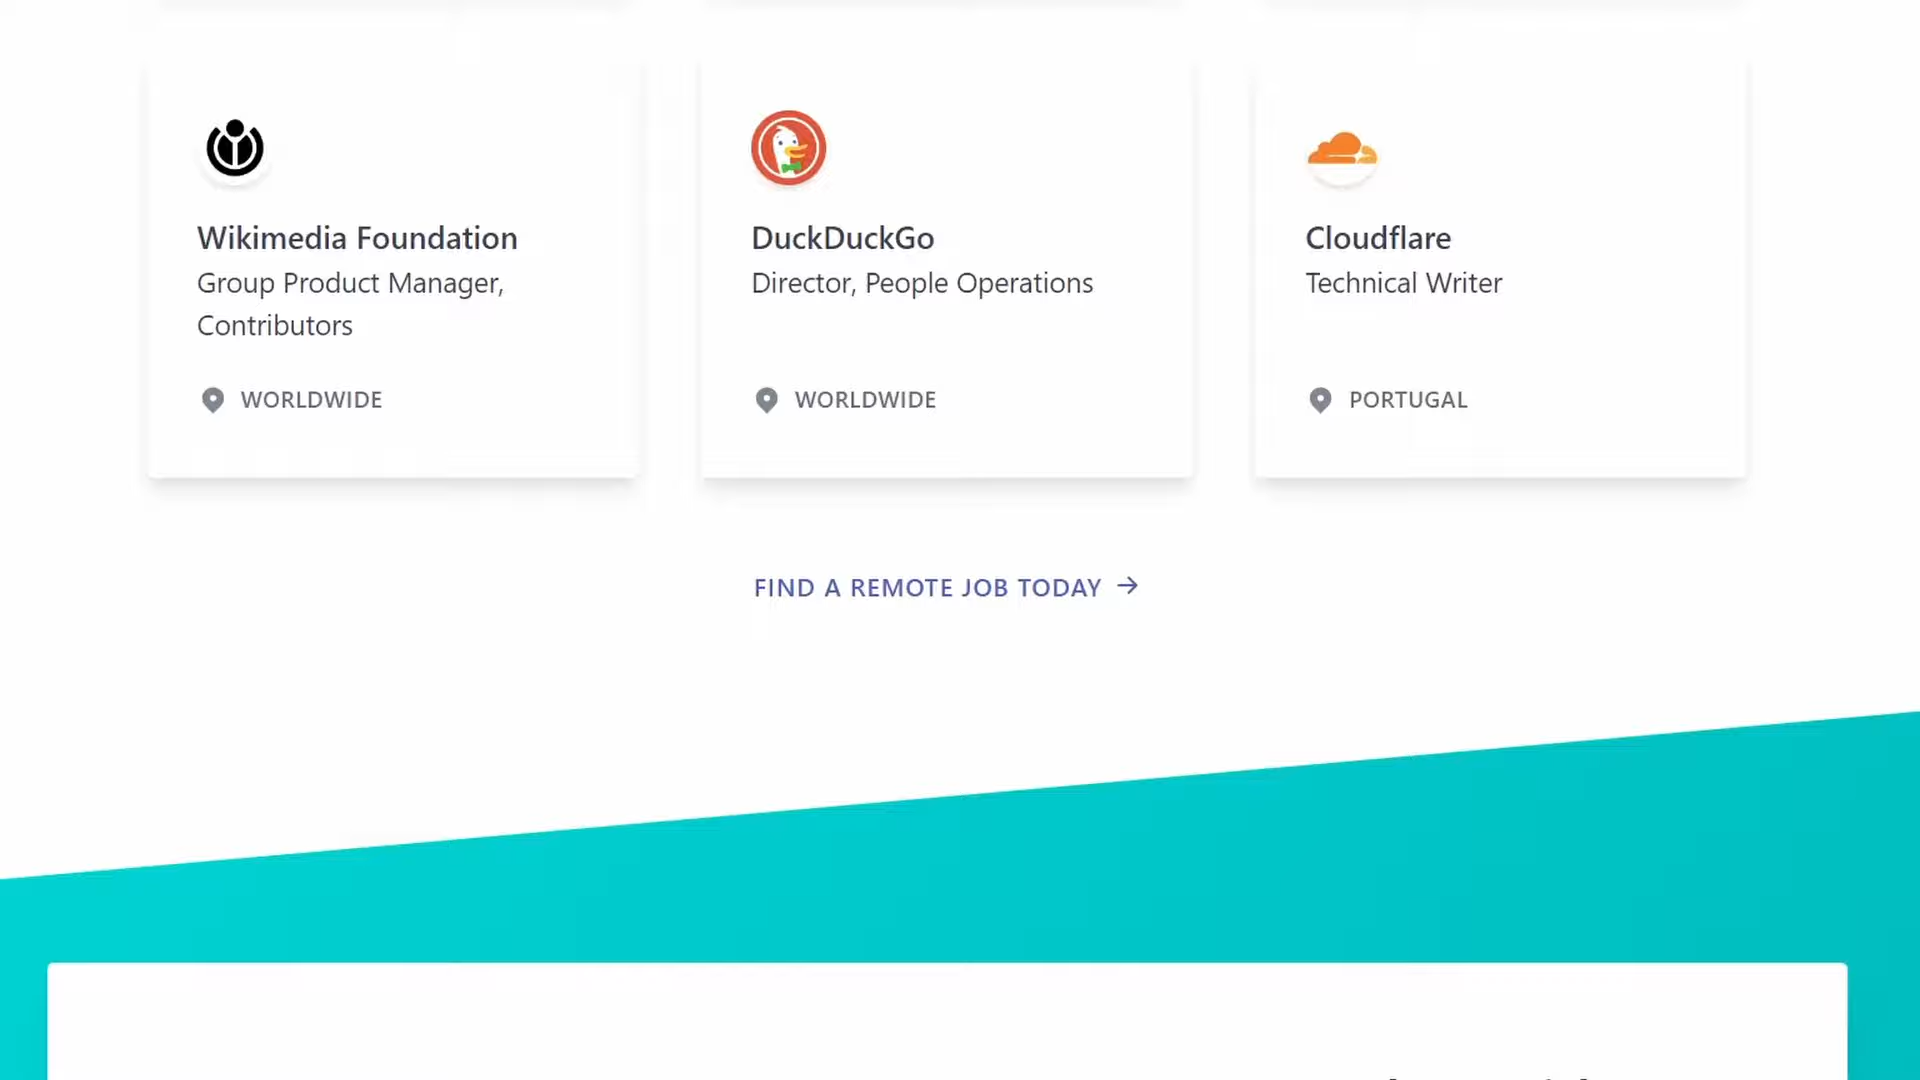 Wikimedia Foundation
Group Product Manager,
Contributors
WORLDWIDE
DuckDuckGo
Director, People Operations
WORLDWIDE
Cloudflare
Technical Writer
PORTUGAL
FIND A REMOTE JOB TODAY →